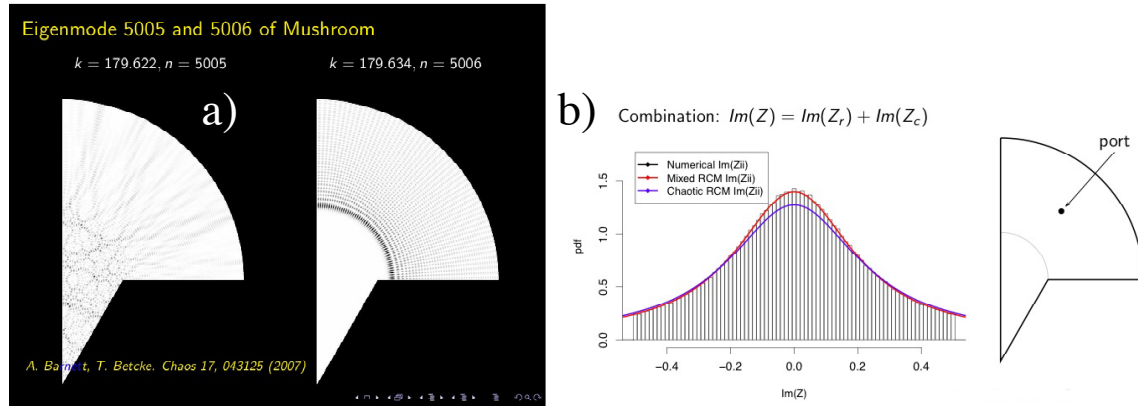 Eigenmode 5005 and 5006 of Mushroom
k = 179.622, n = 5005
k = 179.634, n = 5006
a)
A. Barnett, T. Betcke. Chaos 17, 043125 (2007)
b)
Combination: Im(Z) = Im(Zr) + Im(Zc)
Numerical Im(Zii)
Mixed RCM Im(Zii)
Chaotic RCM Im(Zii)
pdf
1.5
1.0
0.5
0.0
−0.4 −0.2 0.0 0.2 0.4
Im(Z)
port